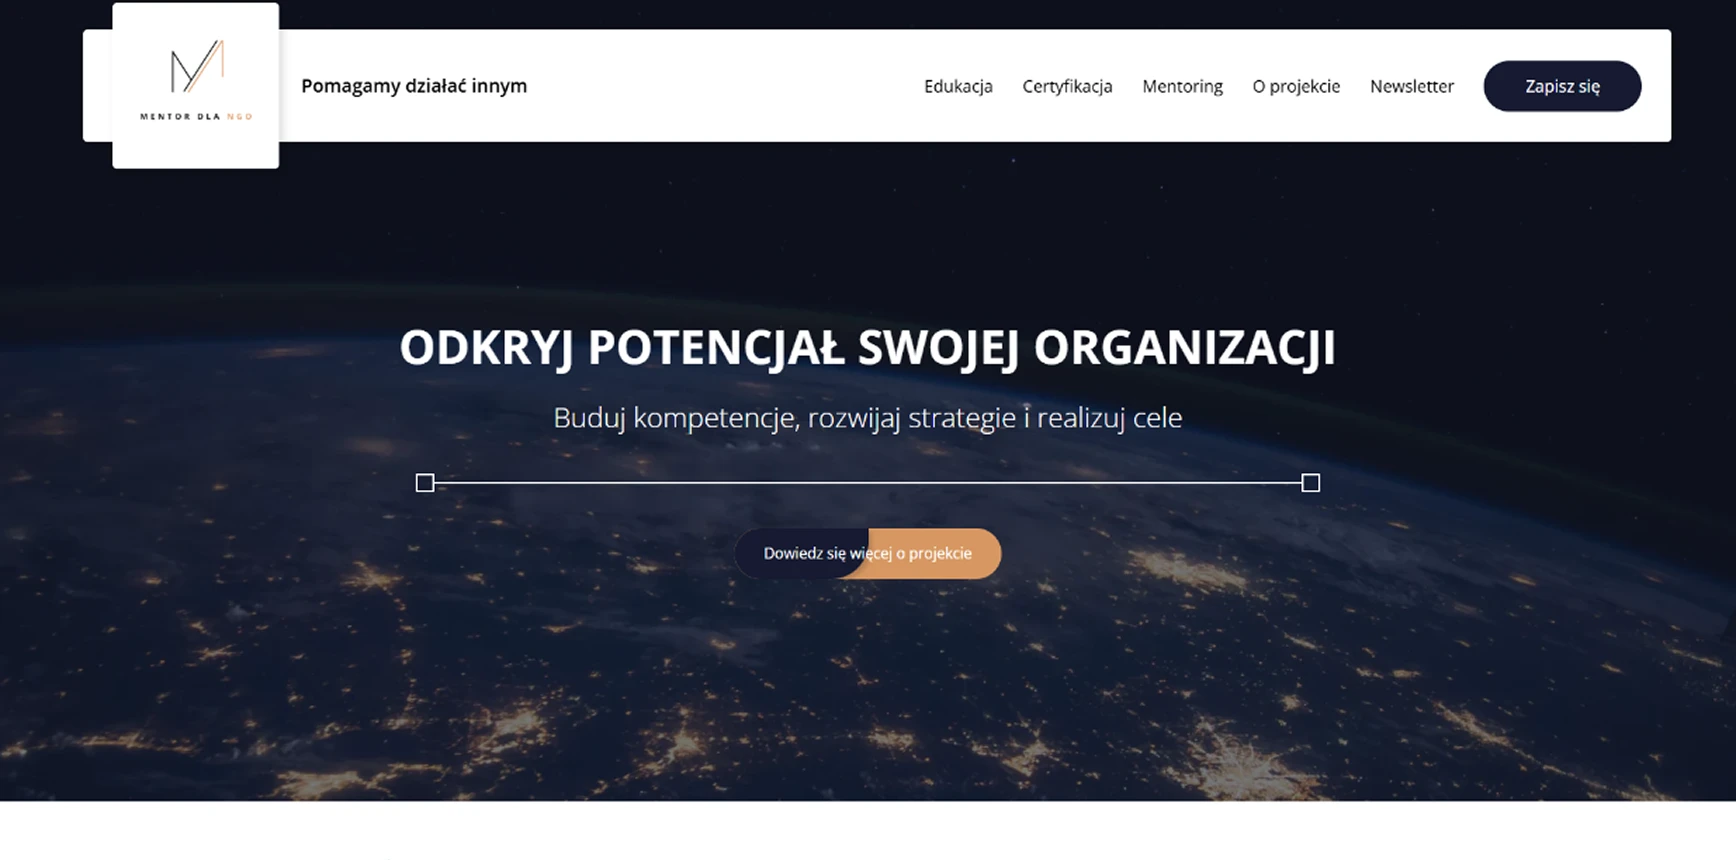 MENTOR DLA NGO
Pomagamy działać innym
Edukacja
Certyfikacja
Mentoring
O projekcie
Newsletter
Zapisz się
ODKRYJ POTENCJAŁ SWOJEJ ORGANIZACJI
Buduj kompetencje, rozwijaj strategie i realizuj cele
Dowiedz się więcej o projekcie